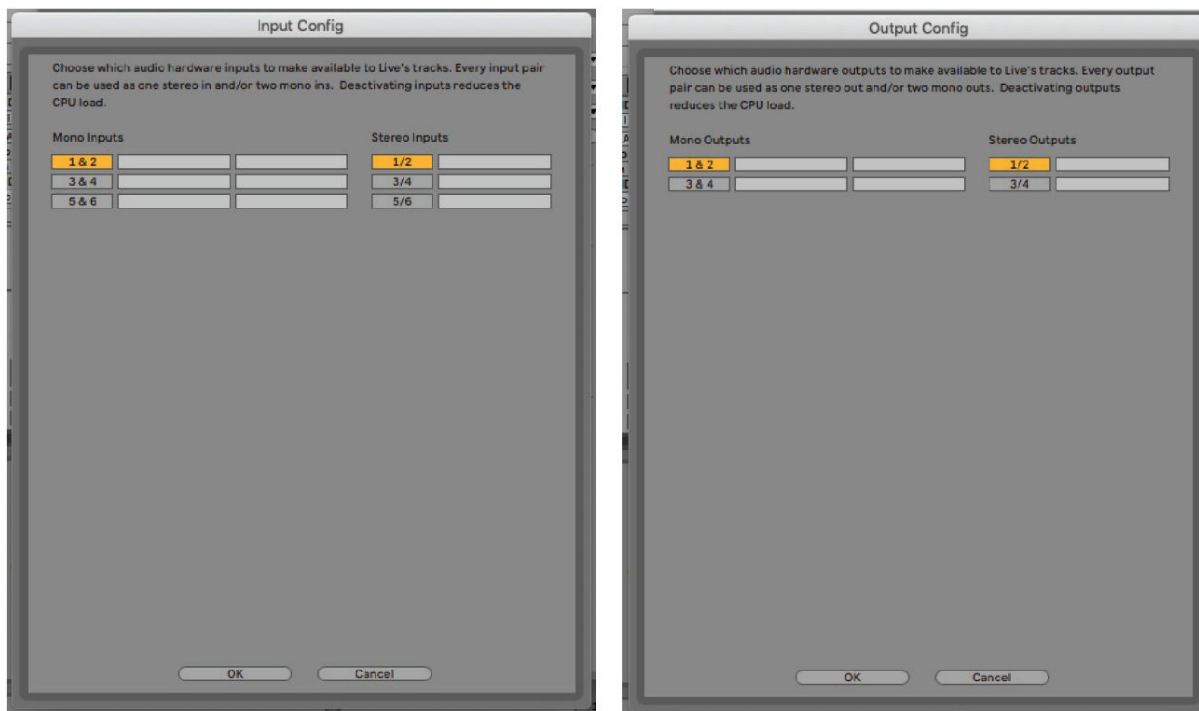 Input Config
Choose which audio hardware inputs to make available to Live's tracks. Every input pair
can be used as one stereo in and/or two mono ins. Deactivating inputs reduces the
CPU load.
Mono Inputs Stereo Inputs
1 & 2 1/2
3 & 4 3/4
5 & 6 5/6
OK Cancel
Output Config
Choose which audio hardware outputs to make available to Live's tracks. Every output
pair can be used as one stereo out and/or two mono outs. Deactivating outputs
reduces the CPU load.
Mono Outputs Stereo Outputs
1 & 2 1/2
3 & 4 3/4
OK Cancel